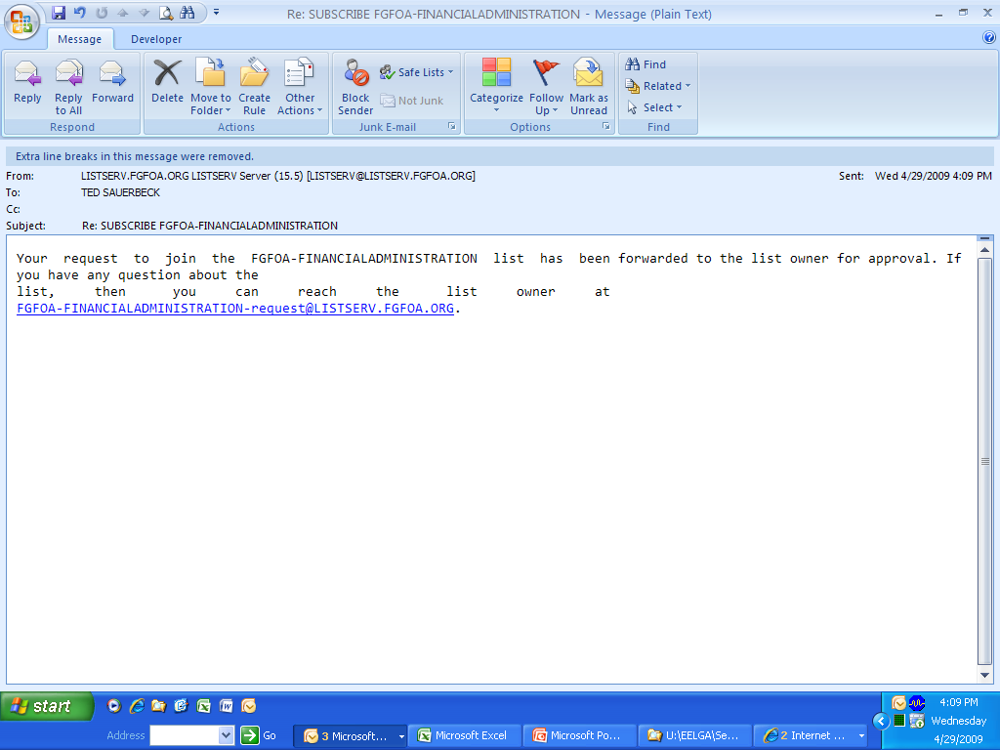 Re: SUBSCRIBE FGFOA-FINANCIALADMINISTRATION - Message (Plain Text)
Message Developer
Reply Reply to All Forward
Respond
Delete Move to Folder Create Rule Other Actions
Actions
Block Sender Safe Lists Not Junk
Junk E-mail
Categorize Follow Up Mark as Unread
Options
Find Related Select
Find
Extra line breaks in this message were removed.
From: LISTSERV.FGFOA.ORG LISTSERV Server (15.5) [LISTSERV@LISTSERV.FGFOA.ORG] Sent: Wed 4/29/2009 4:09 PM
To: TED SAUERBECK
Cc:
Subject: Re: SUBSCRIBE FGFOA-FINANCIALADMINISTRATION
Your request to join the FGFOA-FINANCIALADMINISTRATION list has been forwarded to the list owner for approval. If
you have any question about the
list, then you can reach the list owner at
FGFOA-FINANCIALADMINISTRATION-request@LISTSERV.FGFOA.ORG.
start
4:09 PM
Wednesday
4/29/2009
Address Go 3 Microsoft... Microsoft Excel Microsoft Po... U:\EELGA\Se... 2 Internet ...